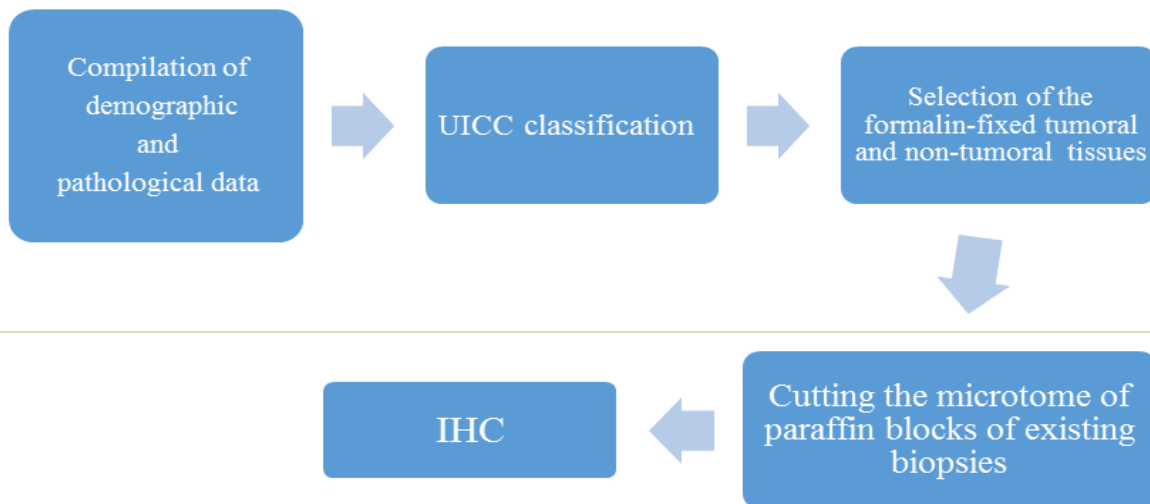 Compilation of
demographic
and
pathological data
UICC classification
Selection of the
formalin-fixed tumoral
and non-tumoral tissues
Cutting the microtome of
paraffin blocks of existing
biopsies
IHC